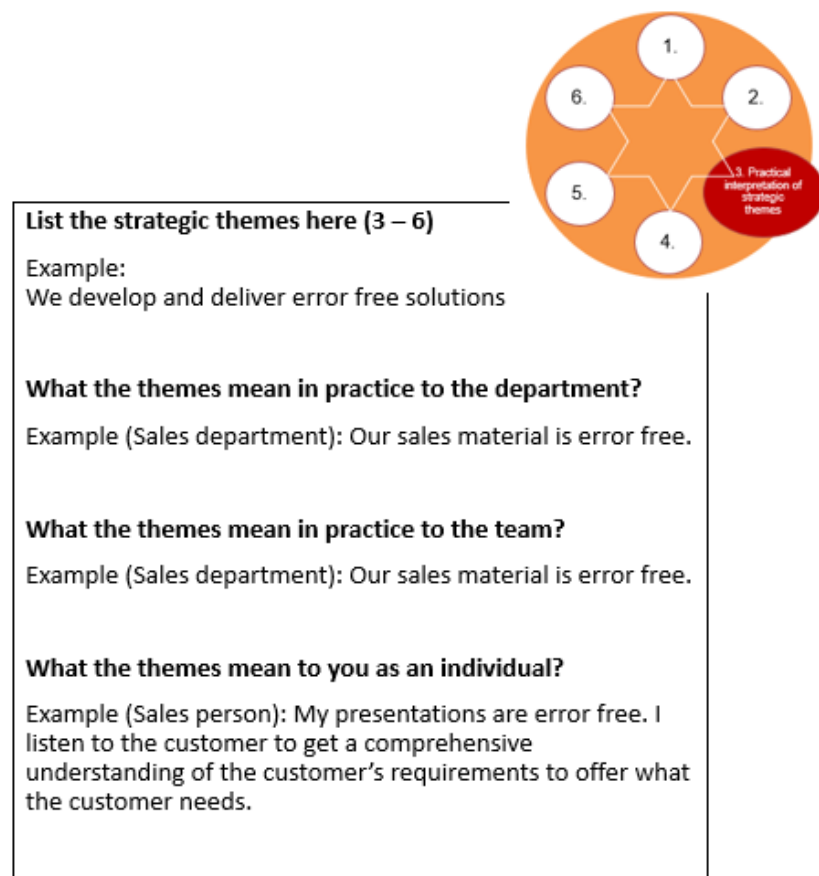 1.
2.
3. Practical
interpretation of
strategic
themes
4.
5.
6.
List the strategic themes here (3 – 6)
Example:
We develop and deliver error free solutions
What the themes mean in practice to the department?
Example (Sales department): Our sales material is error free.
What the themes mean in practice to the team?
Example (Sales department): Our sales material is error free.
What the themes mean to you as an individual?
Example (Sales person): My presentations are error free. I
listen to the customer to get a comprehensive
understanding of the customer’s requirements to offer what
the customer needs.